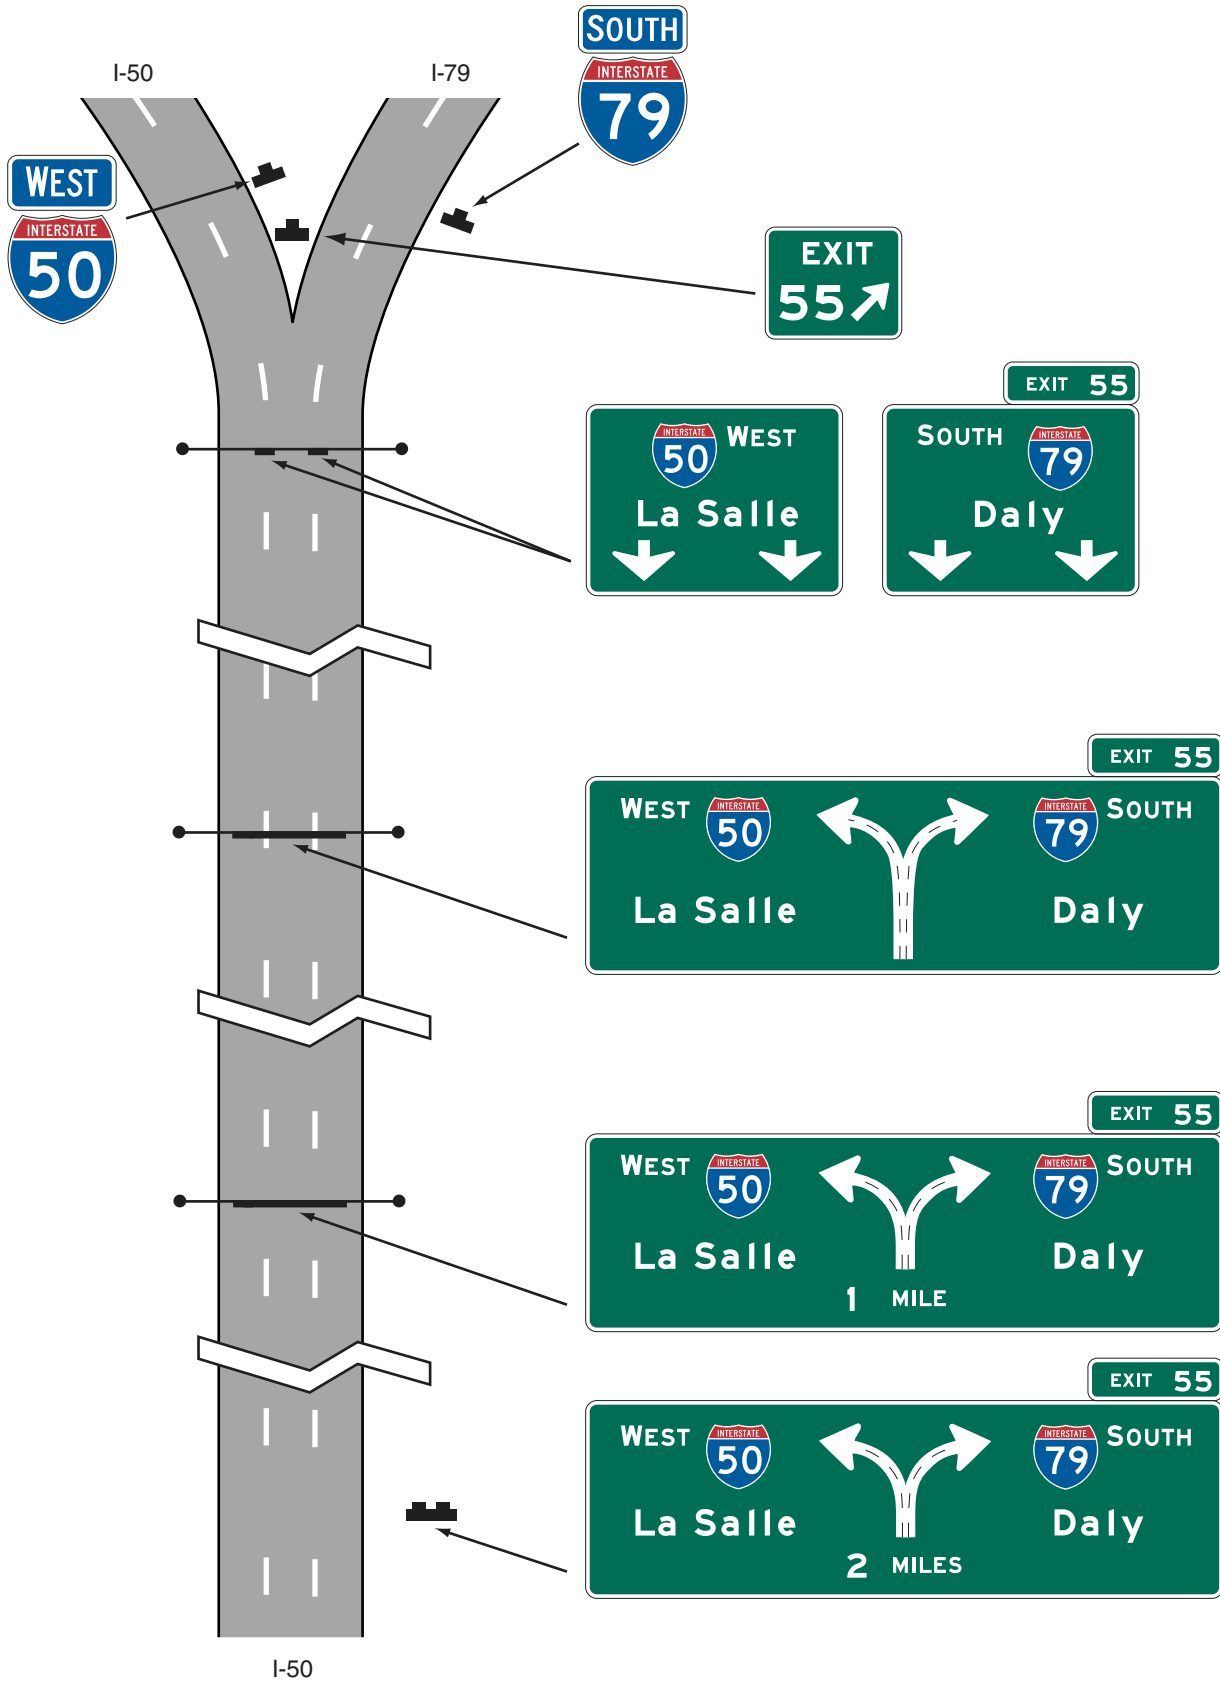 SOUTH
INTERSTATE
79
I-50
I-79
WEST
INTERSTATE
50
EXIT
55
EXIT 55
INTERSTATE
50
WEST
La Salle
SOUTH
INTERSTATE
79
Daly
EXIT 55
WEST
INTERSTATE
50
INTERSTATE
79
SOUTH
La Salle
Daly
EXIT 55
WEST
INTERSTATE
50
INTERSTATE
79
SOUTH
La Salle
Daly
1 MILE
EXIT 55
WEST
INTERSTATE
50
INTERSTATE
79
SOUTH
La Salle
Daly
2 MILES
I-50